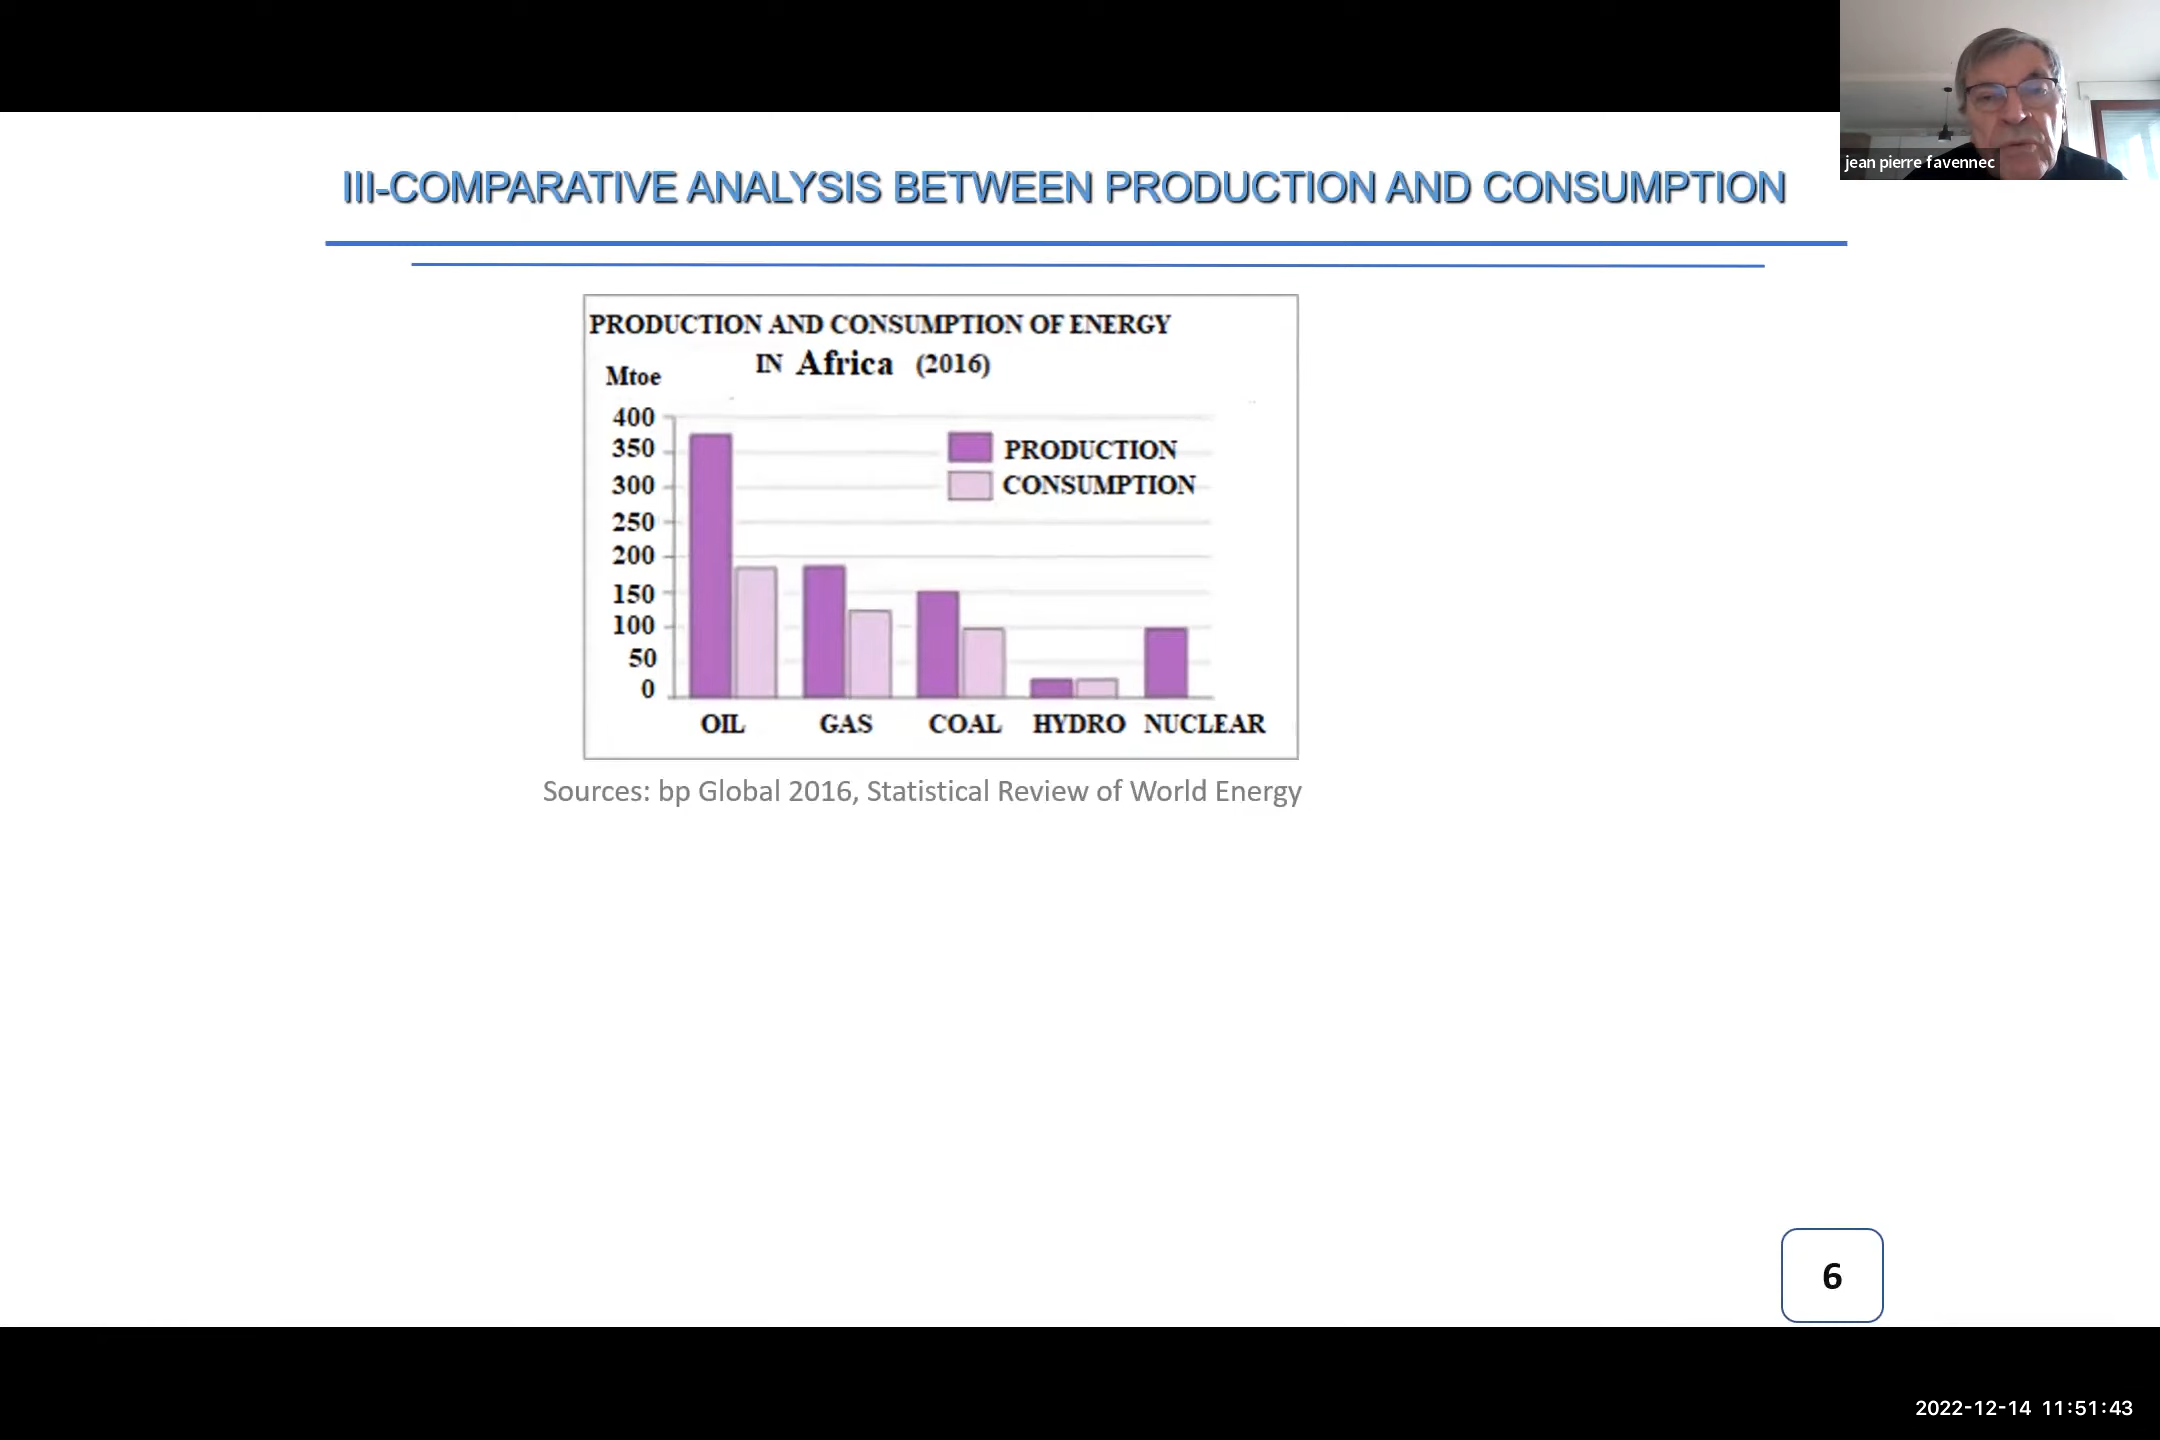 jean pierre favennec
III-COMPARATIVE ANALYSIS BETWEEN PRODUCTION AND CONSUMPTION
PRODUCTION AND CONSUMPTION OF ENERGY
IN Africa (2016)
Mtoe
400
350
300
250
200
150
100
50
0
PRODUCTION
CONSUMPTION
OIL GAS COAL HYDRO NUCLEAR
Sources: bp Global 2016, Statistical Review of World Energy
6
2022-12-14 11:51:43